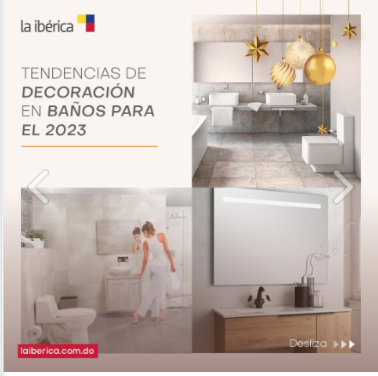 la ibérica
TENDENCIAS DE
DECORACIÓN
EN BAÑOS PARA
EL 2023
Desliza
laiberica.com.do